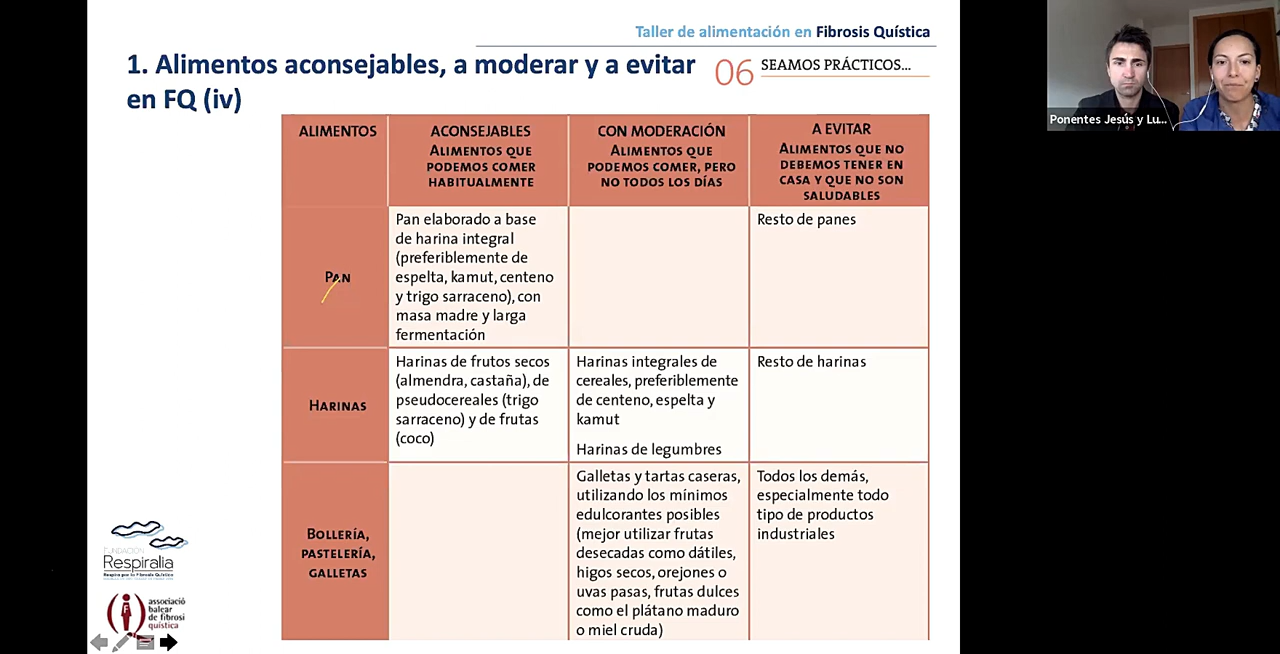 Taller de alimentación en Fibrosis Quística
1. Alimentos aconsejables, a moderar y a evitar
en FQ (iv)
06 SEAMOS PRÁCTICOS...
Ponentes Jesús y Lu...
ALIMENTOS
ACONSEJABLES
ALIMENTOS QUE
PODEMOS COMER
HABITUALMENTE
CON MODERACIÓN
ALIMENTOS QUE
PODEMOS COMER, PERO
NO TODOS LOS DÍAS
A EVITAR
ALIMENTOS QUE NO
DEBEMOS TENER EN
CASA Y QUE NO SON
SALUDABLES
PAN
Pan elaborado a base
de harina integral
(preferiblemente de
espelta, kamut, centeno
y trigo sarraceno), con
masa madre y larga
fermentación
Resto de panes
HARINAS
Harinas de frutos secos
(almendra, castaña), de
pseudocereales (trigo
sarraceno) y de frutas
(coco)
Harinas integrales de
cereales, preferiblemente
de centeno, espelta y
kamut
Harinas de legumbres
Resto de harinas
BOLLERÍA,
PASTELERÍA,
GALLETAS
Galletas y tartas caseras,
utilizando los mínimos
edulcorantes posibles
(mejor utilizar frutas
desecadas como dátiles,
higos secos, orejones o
uvas pasas, frutas dulces
como el plátano maduro
o miel cruda)
Todos los demás,
especialmente todo
tipo de productos
industriales
FUNDACIÓN
Respiralia
Respira por la Fibrosis Quística
associació
balear
de fibrosi
quística